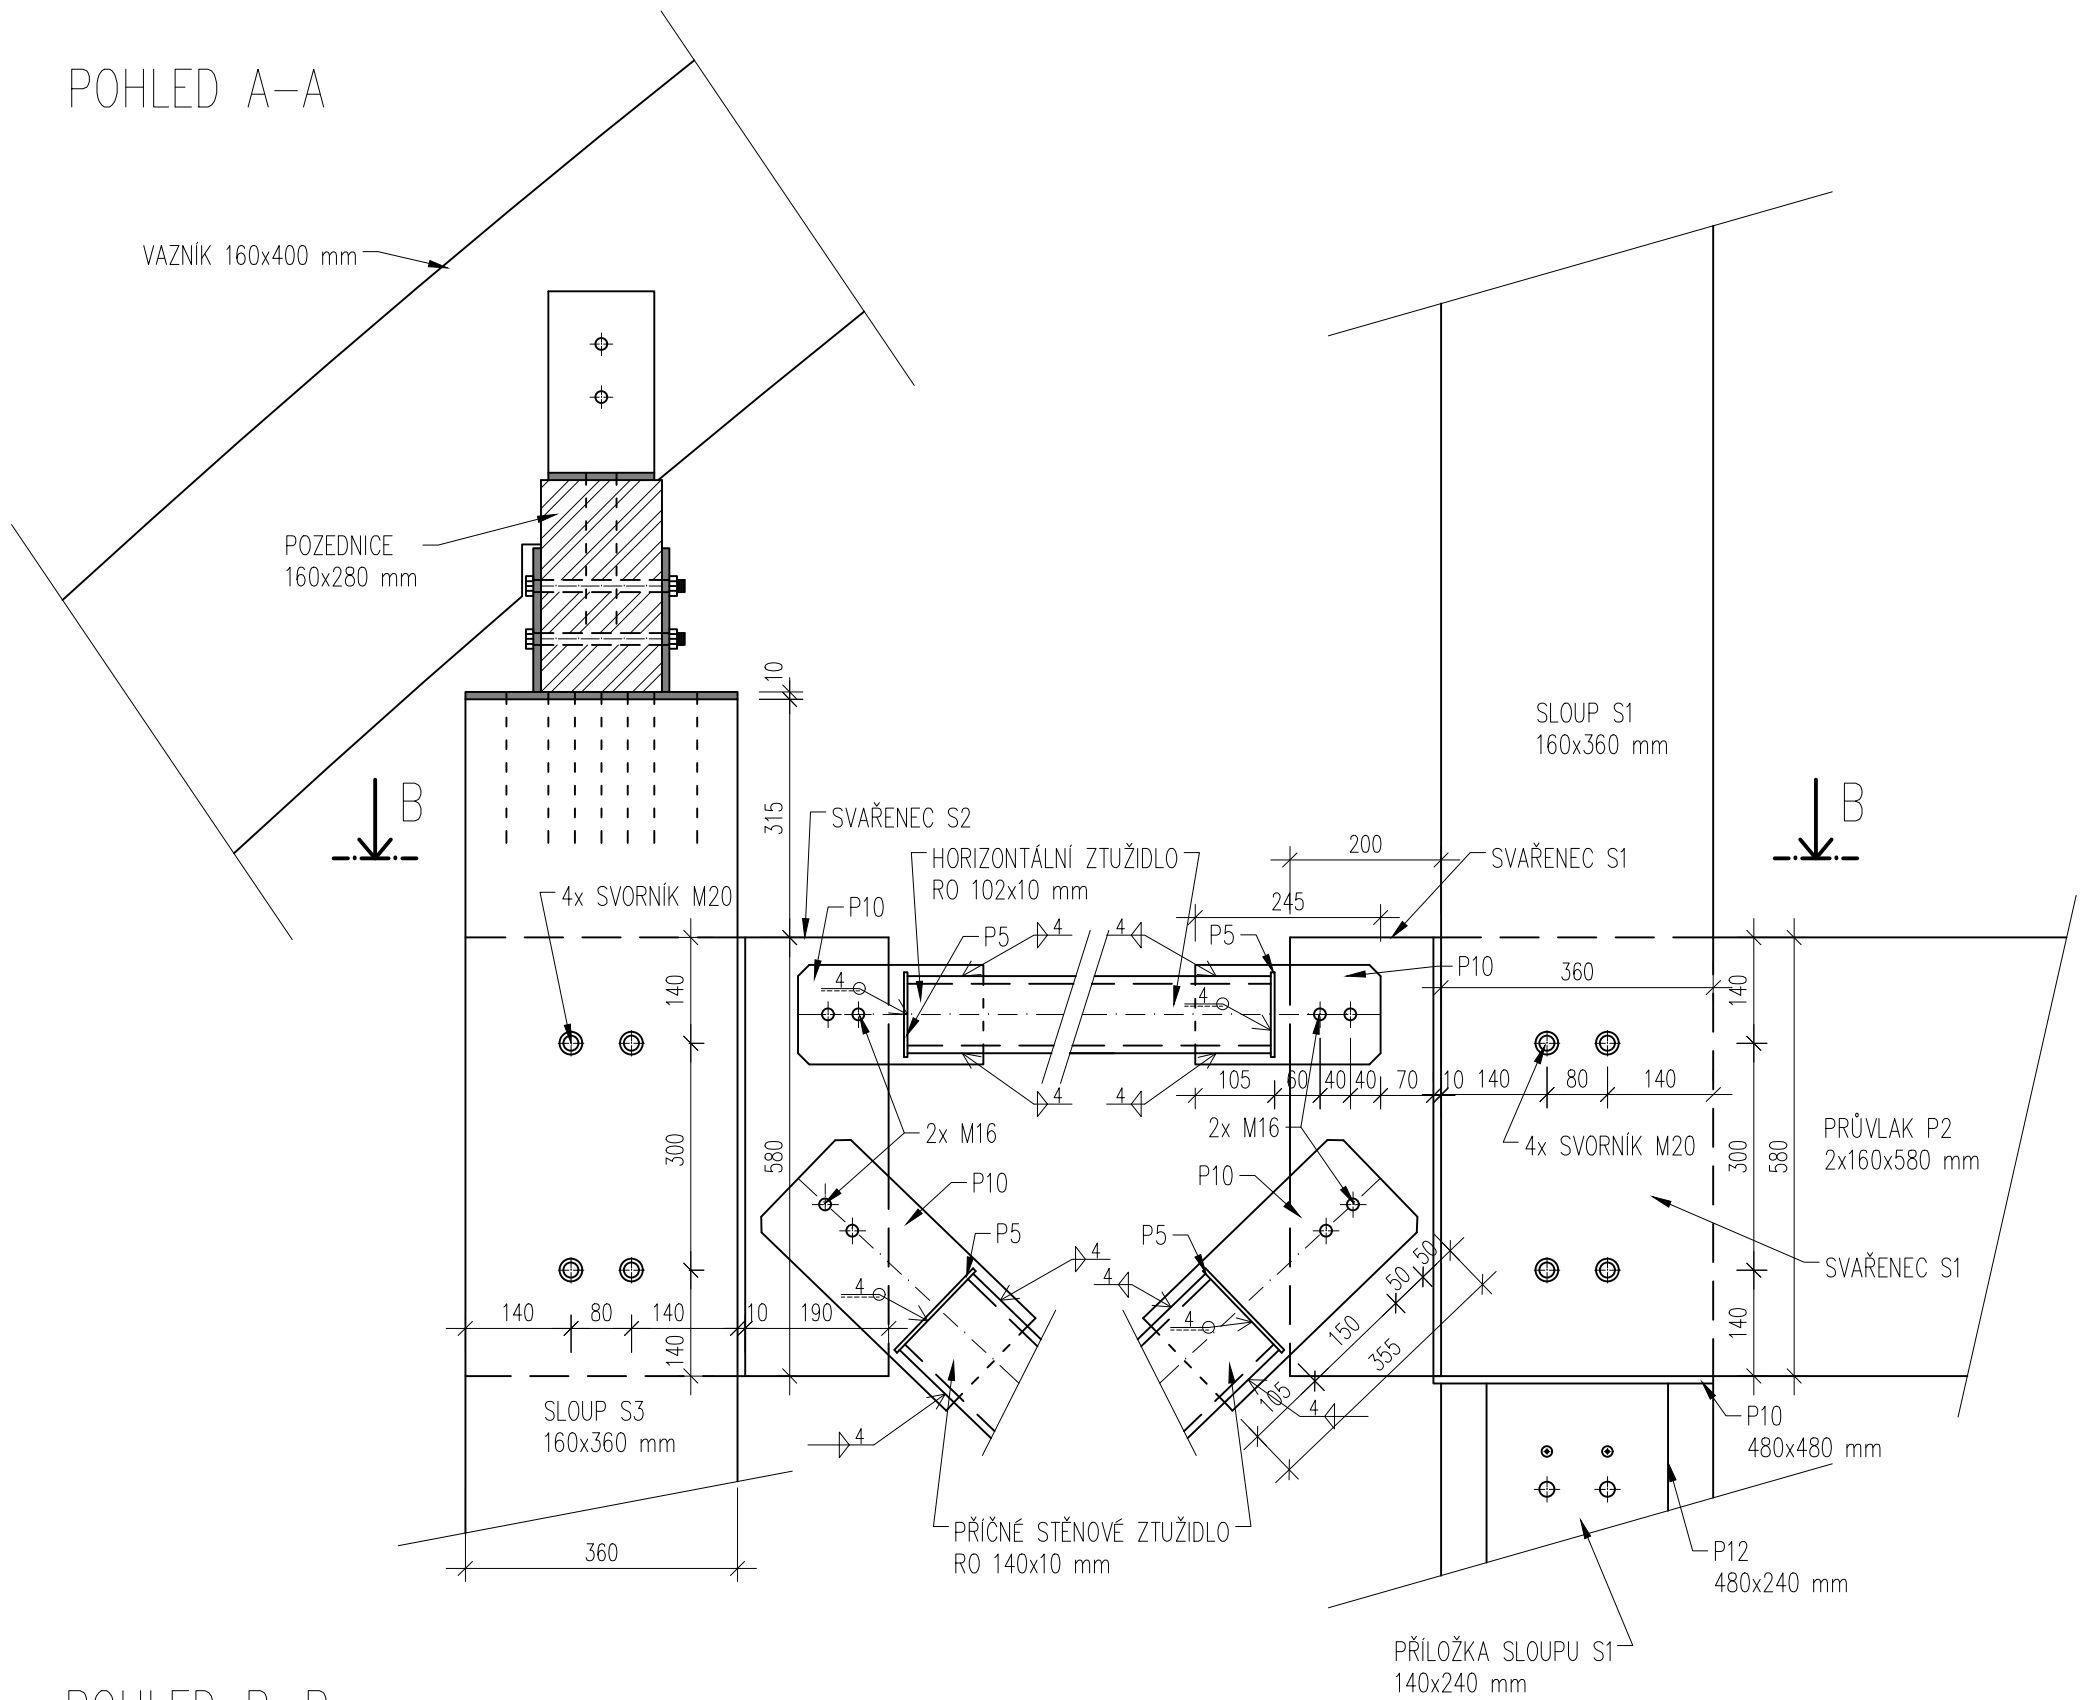 POHLED A-A
VAZNÍK 160x400 mm
POZEDNICE
160x280 mm
10
315
SLOUP S1
160x360 mm
B
B
SVAŘENEC S2
HORIZONTÁLNÍ ZTUŽIDLO
RO 102x10 mm
200
SVAŘENEC S1
4x SVORNÍK M20
P10
245
P5
4
4
P5
P10
360
140
140
4
4
105
60
40
40
70
10
140
80
140
4
4
2x M16
2x M16
4x SVORNÍK M20
PRŮVLAK P2
2x160x580 mm
300
580
300
580
P10
P10
P5
P5
4
4
50
50
SVAŘENEC S1
4
4
140
80
140
10
190
150
355
140
140
105
4
4
SLOUP S3
160x360 mm
P10
480x480 mm
PŘÍČNÉ STĚNOVÉ ZTUŽIDLO
RO 140x10 mm
360
P12
480x240 mm
PŘÍLOŽKA SLOUPU S1
140x240 mm
POHLED B-B